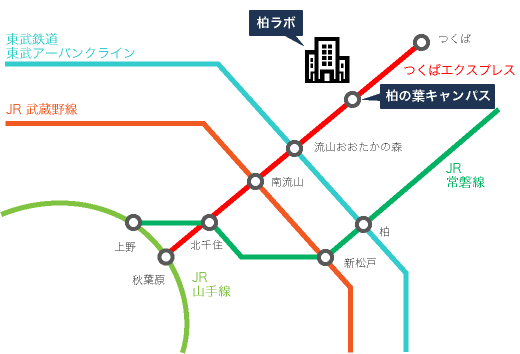 柏ラボ
つくば
東武鉄道
東武アーバンクライン
つくばエクスプレス
柏の葉キャンパス
JR 武蔵野線
流山おおたかの森
JR
常磐線
南流山
柏
上野
北千住
新松戸
秋葉原
JR
山手線